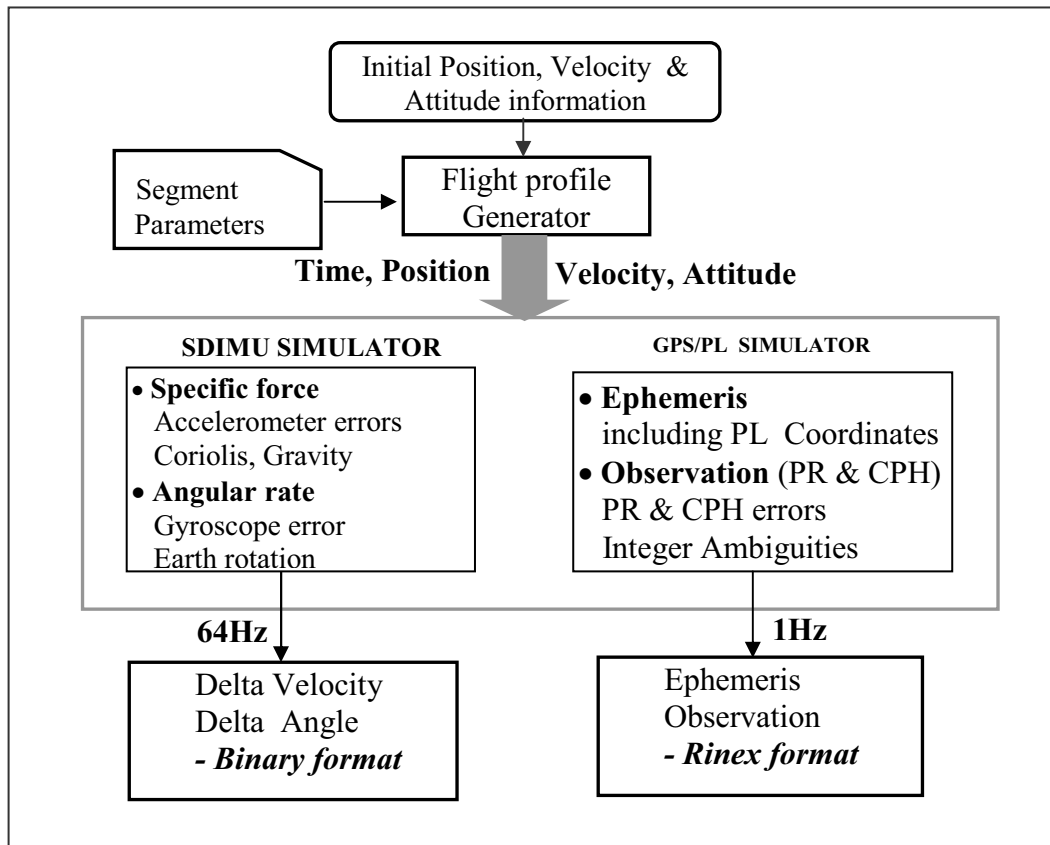 Initial Position, Velocity &
Attitude information
Segment
Parameters
Flight profile
Generator
Time, Position
Velocity, Attitude
SDIMU SIMULATOR
• Specific force
Accelerometer errors
Coriolis, Gravity
• Angular rate
Gyroscope error
Earth rotation
GPS/PL SIMULATOR
• Ephemeris
including PL Coordinates
• Observation (PR & CPH)
PR & CPH errors
Integer Ambiguities
64Hz
1Hz
Delta Velocity
Delta Angle
- Binary format
Ephemeris
Observation
- Rinex format